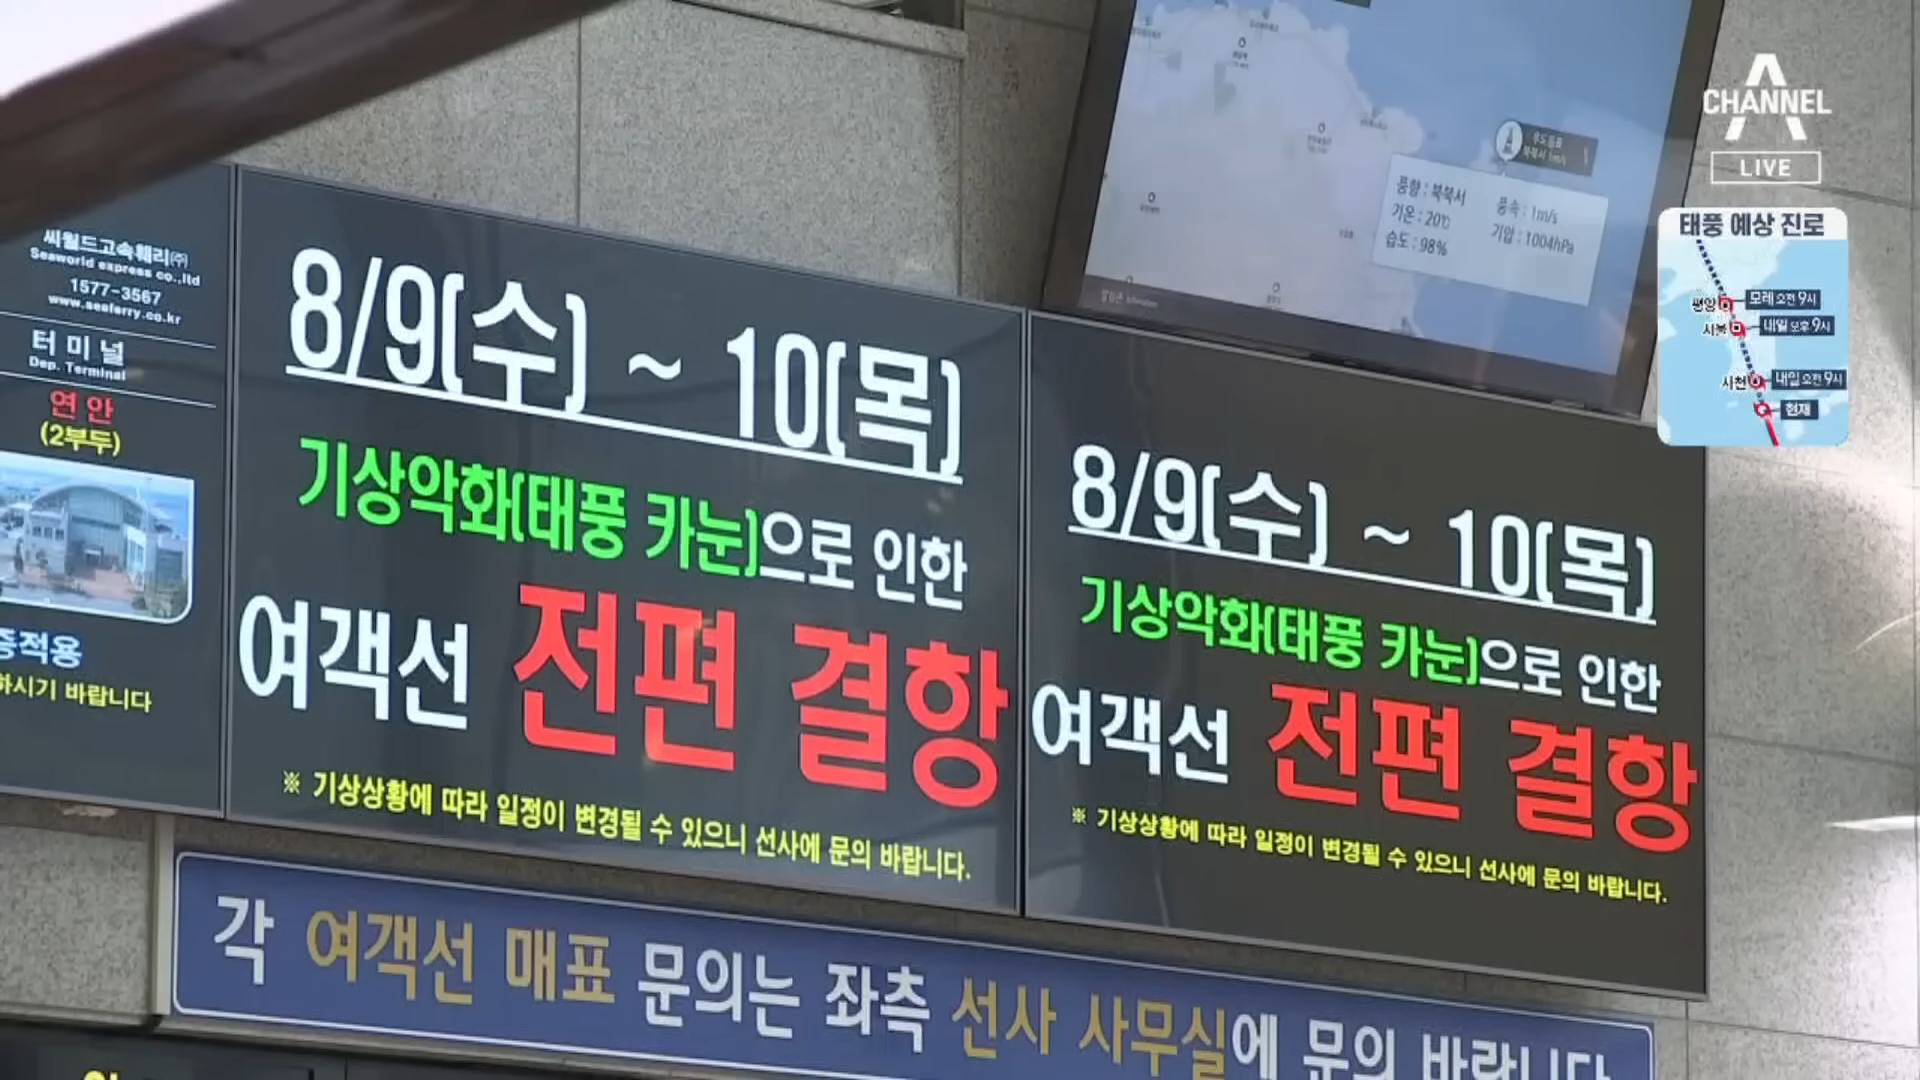 씨월드고속훼리(주)
Seaworld express co.,ltd
1577-3567
www.seaferry.co.kr
터미널
Dep. Terminal
연안
(2부두)
증적용
하시기 바랍니다
8/9(수) ~ 10(목)
기상악화(태풍 카눈)으로 인한
여객선 전편 결항
※ 기상상황에 따라 일정이 변경될 수 있으니 선사에 문의 바랍니다.
8/9(수) ~ 10(목)
기상악화(태풍 카눈)으로 인한
여객선 전편 결항
※ 기상상황에 따라 일정이 변경될 수 있으니 선사에 문의 바랍니다.
각 여객선 매표 문의는 좌측 선사 사무실에 문의 바랍니다
풍향 : 북북서 풍속 : 1m/s
기온 : 20℃ 기압 : 1004hPa
습도 : 98%
CHANNEL A
LIVE
태풍 예상 진로
평양 모레 오전 9시
서북 내일 오후 9시
사천 내일 오전 9시
현재